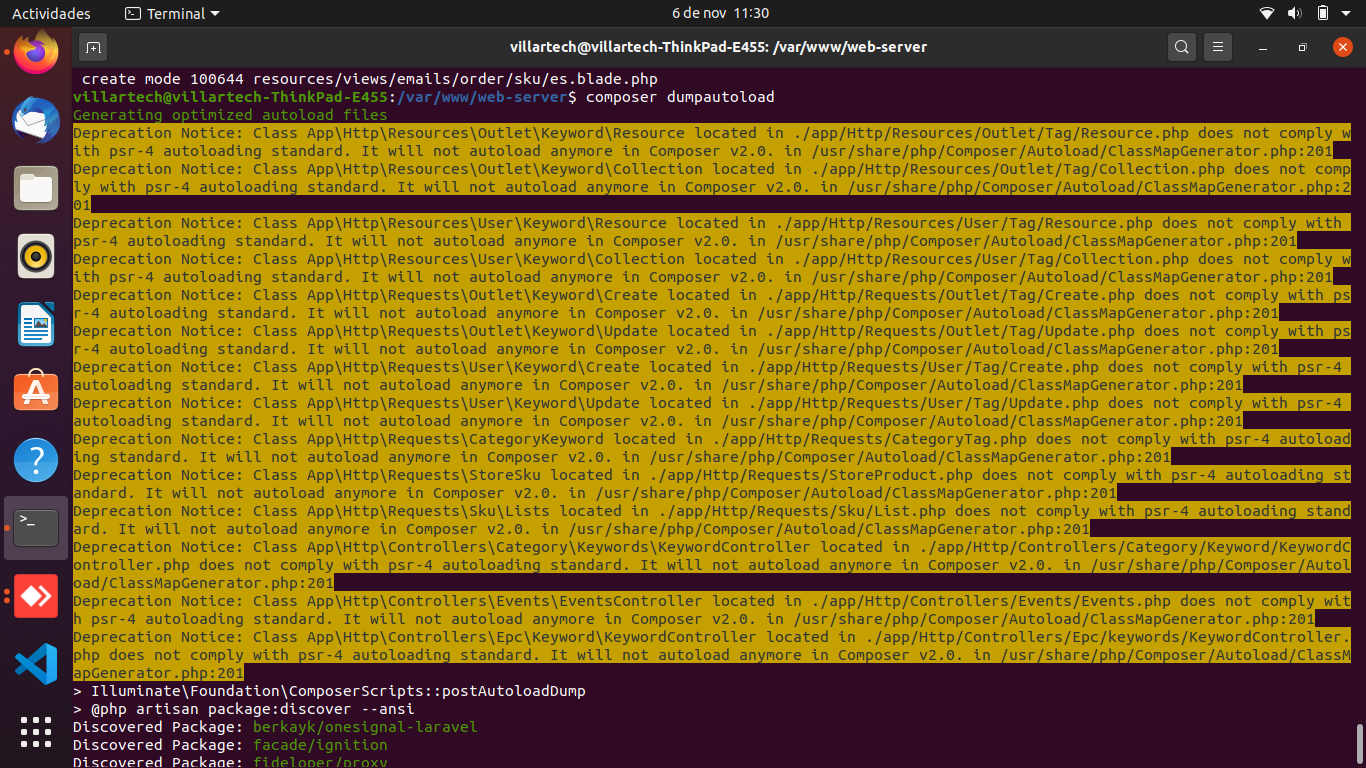 Actividades
Terminal
6 de nov 11:30
villartech@villartech-ThinkPad-E455: /var/www/web-server
create mode 100644 resources/views/emails/order/sku/es.blade.php
villartech@villartech-ThinkPad-E455:/var/www/web-server$ composer dumpautoload
Generating optimized autoload files
Deprecation Notice: Class App\Http\Resources\Outlet\Keyword\Resource located in ./app/Http/Resources/Outlet/Tag/Resource.php does not comply w
ith psr-4 autoloading standard. It will not autoload anymore in Composer v2.0. in /usr/share/php/Composer/Autoload/ClassMapGenerator.php:201
Deprecation Notice: Class App\Http\Resources\Outlet\Keyword\Collection located in ./app/Http/Resources/Outlet/Tag/Collection.php does not comp
ly with psr-4 autoloading standard. It will not autoload anymore in Composer v2.0. in /usr/share/php/Composer/Autoload/ClassMapGenerator.php:2
01
Deprecation Notice: Class App\Http\Resources\User\Keyword\Resource located in ./app/Http/Resources/User/Tag/Resource.php does not comply with
psr-4 autoloading standard. It will not autoload anymore in Composer v2.0. in /usr/share/php/Composer/Autoload/ClassMapGenerator.php:201
Deprecation Notice: Class App\Http\Resources\User\Keyword\Collection located in ./app/Http/Resources/User/Tag/Collection.php does not comply w
ith psr-4 autoloading standard. It will not autoload anymore in Composer v2.0. in /usr/share/php/Composer/Autoload/ClassMapGenerator.php:201
Deprecation Notice: Class App\Http\Requests\Outlet\Keyword\Create located in ./app/Http/Requests/Outlet/Tag/Create.php does not comply with ps
r-4 autoloading standard. It will not autoload anymore in Composer v2.0. in /usr/share/php/Composer/Autoload/ClassMapGenerator.php:201
Deprecation Notice: Class App\Http\Requests\Outlet\Keyword\Update located in ./app/Http/Requests/Outlet/Tag/Update.php does not comply with ps
r-4 autoloading standard. It will not autoload anymore in Composer v2.0. in /usr/share/php/Composer/Autoload/ClassMapGenerator.php:201
Deprecation Notice: Class App\Http\Requests\User\Keyword\Create located in ./app/Http/Requests/User/Tag/Create.php does not comply with psr-4
autoloading standard. It will not autoload anymore in Composer v2.0. in /usr/share/php/Composer/Autoload/ClassMapGenerator.php:201
Deprecation Notice: Class App\Http\Requests\User\Keyword\Update located in ./app/Http/Requests/User/Tag/Update.php does not comply with psr-4
autoloading standard. It will not autoload anymore in Composer v2.0. in /usr/share/php/Composer/Autoload/ClassMapGenerator.php:201
Deprecation Notice: Class App\Http\Requests\CategoryKeyword located in ./app/Http/Requests/CategoryTag.php does not comply with psr-4 autoload
ing standard. It will not autoload anymore in Composer v2.0. in /usr/share/php/Composer/Autoload/ClassMapGenerator.php:201
Deprecation Notice: Class App\Http\Requests\StoreSku located in ./app/Http/Requests/StoreProduct.php does not comply with psr-4 autoloading st
andard. It will not autoload anymore in Composer v2.0. in /usr/share/php/Composer/Autoload/ClassMapGenerator.php:201
Deprecation Notice: Class App\Http\Requests\Sku\Lists located in ./app/Http/Requests/Sku/List.php does not comply with psr-4 autoloading stand
ard. It will not autoload anymore in Composer v2.0. in /usr/share/php/Composer/Autoload/ClassMapGenerator.php:201
Deprecation Notice: Class App\Http\Controllers\Category\Keywords\KeywordController located in ./app/Http/Controllers/Category/Keyword/KeywordC
ontroller.php does not comply with psr-4 autoloading standard. It will not autoload anymore in Composer v2.0. in /usr/share/php/Composer/Autol
oad/ClassMapGenerator.php:201
Deprecation Notice: Class App\Http\Controllers\Events\EventsController located in ./app/Http/Controllers/Events/Events.php does not comply wit
h psr-4 autoloading standard. It will not autoload anymore in Composer v2.0. in /usr/share/php/Composer/Autoload/ClassMapGenerator.php:201
Deprecation Notice: Class App\Http\Controllers\Epc\Keyword\KeywordController located in ./app/Http/Controllers/Epc/keywords/KeywordController.
php does not comply with psr-4 autoloading standard. It will not autoload anymore in Composer v2.0. in /usr/share/php/Composer/Autoload/ClassM
apGenerator.php:201
> Illuminate\Foundation\ComposerScripts::postAutoloadDump
> @php artisan package:discover --ansi
Discovered Package: berkayk/onesignal-laravel
Discovered Package: facade/ignition
Discovered Package: fideloper/proxy